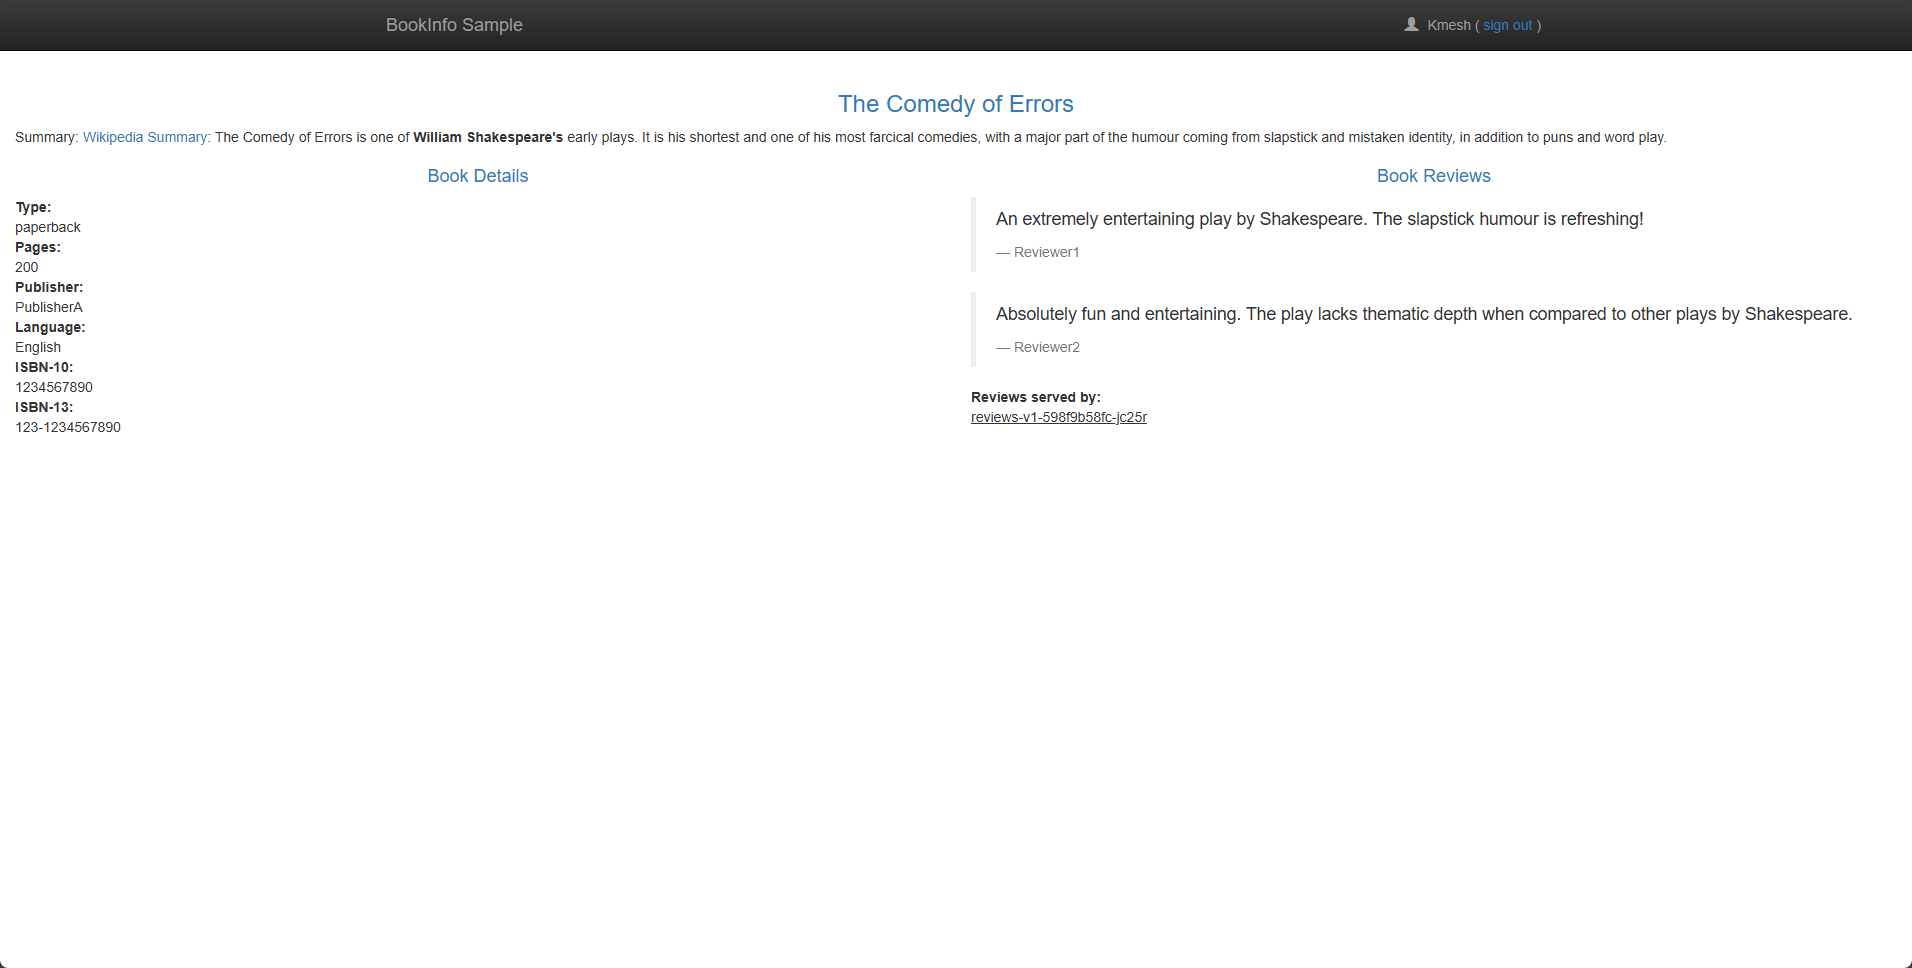 BookInfo Sample
Kmesh ( sign out )
The Comedy of Errors
Summary: Wikipedia Summary: The Comedy of Errors is one of William Shakespeare's early plays. It is his shortest and one of his most farcical comedies, with a major part of the humour coming from slapstick and mistaken identity, in addition to puns and word play.
Book Details
Type:
paperback
Pages:
200
Publisher:
PublisherA
Language:
English
ISBN-10:
1234567890
ISBN-13:
123-1234567890
Book Reviews
An extremely entertaining play by Shakespeare. The slapstick humour is refreshing!
— Reviewer1
Absolutely fun and entertaining. The play lacks thematic depth when compared to other plays by Shakespeare.
— Reviewer2
Reviews served by:
reviews-v1-598f9b58fc-jc25r